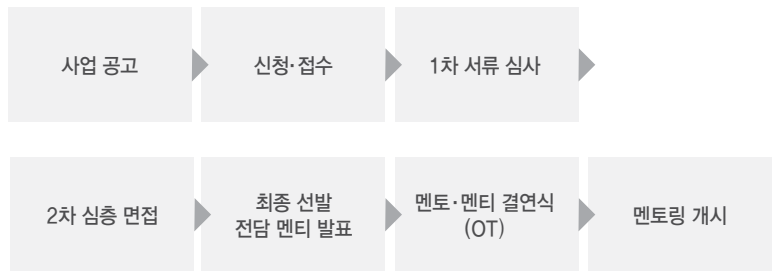 사업 공고
신청·접수
1차 서류 심사
2차 심층 면접
최종 선발
전담 멘티 발표
멘토·멘티 결연식
(OT)
멘토링 개시